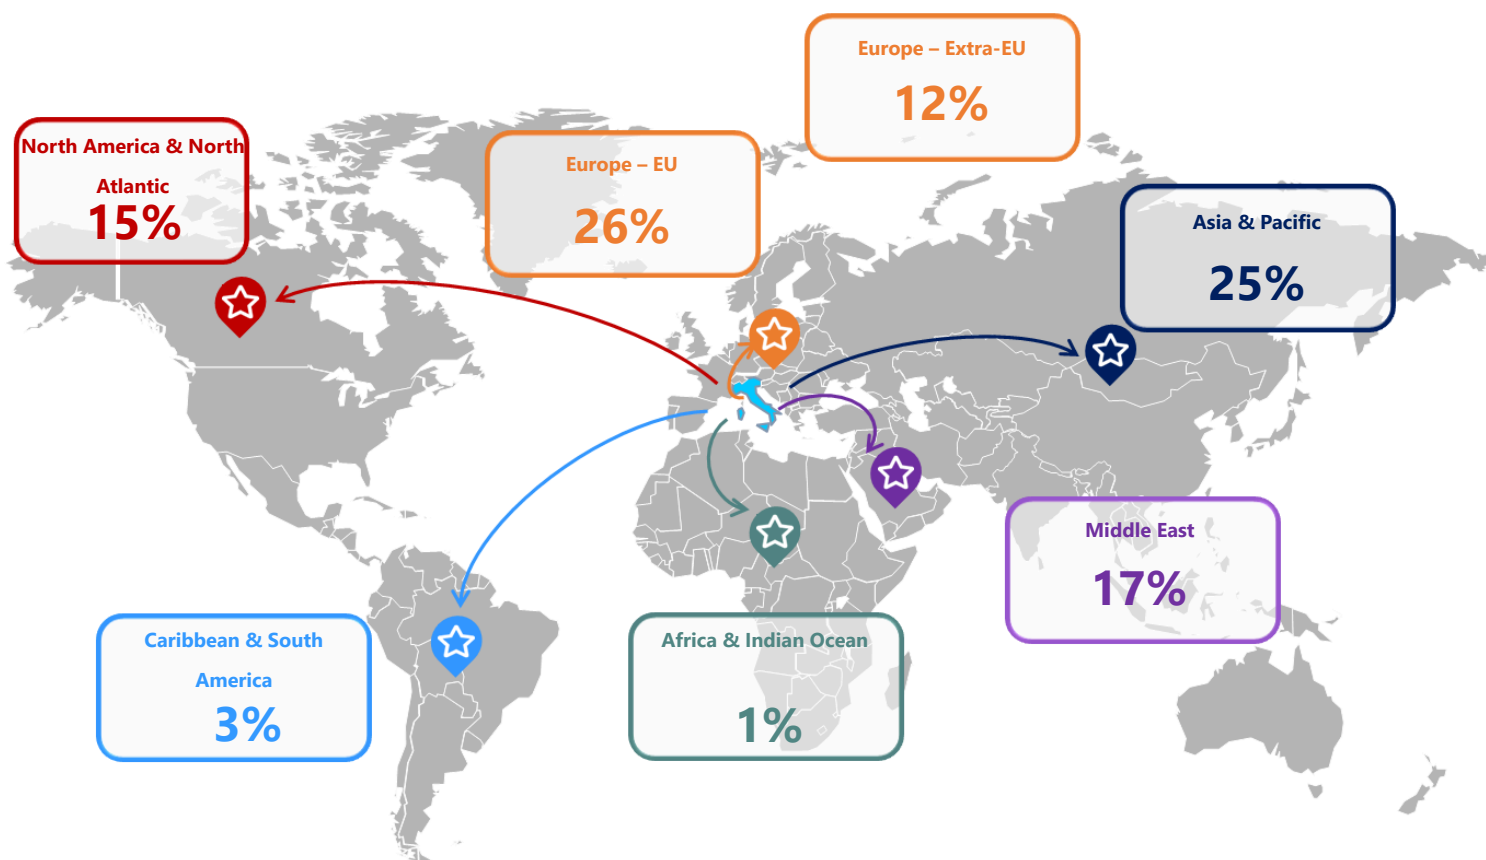 Europe – Extra-EU
12%
North America & North
Atlantic
15%
Europe – EU
26%
Asia & Pacific
25%
Middle East
17%
Caribbean & South
America
3%
Africa & Indian Ocean
1%